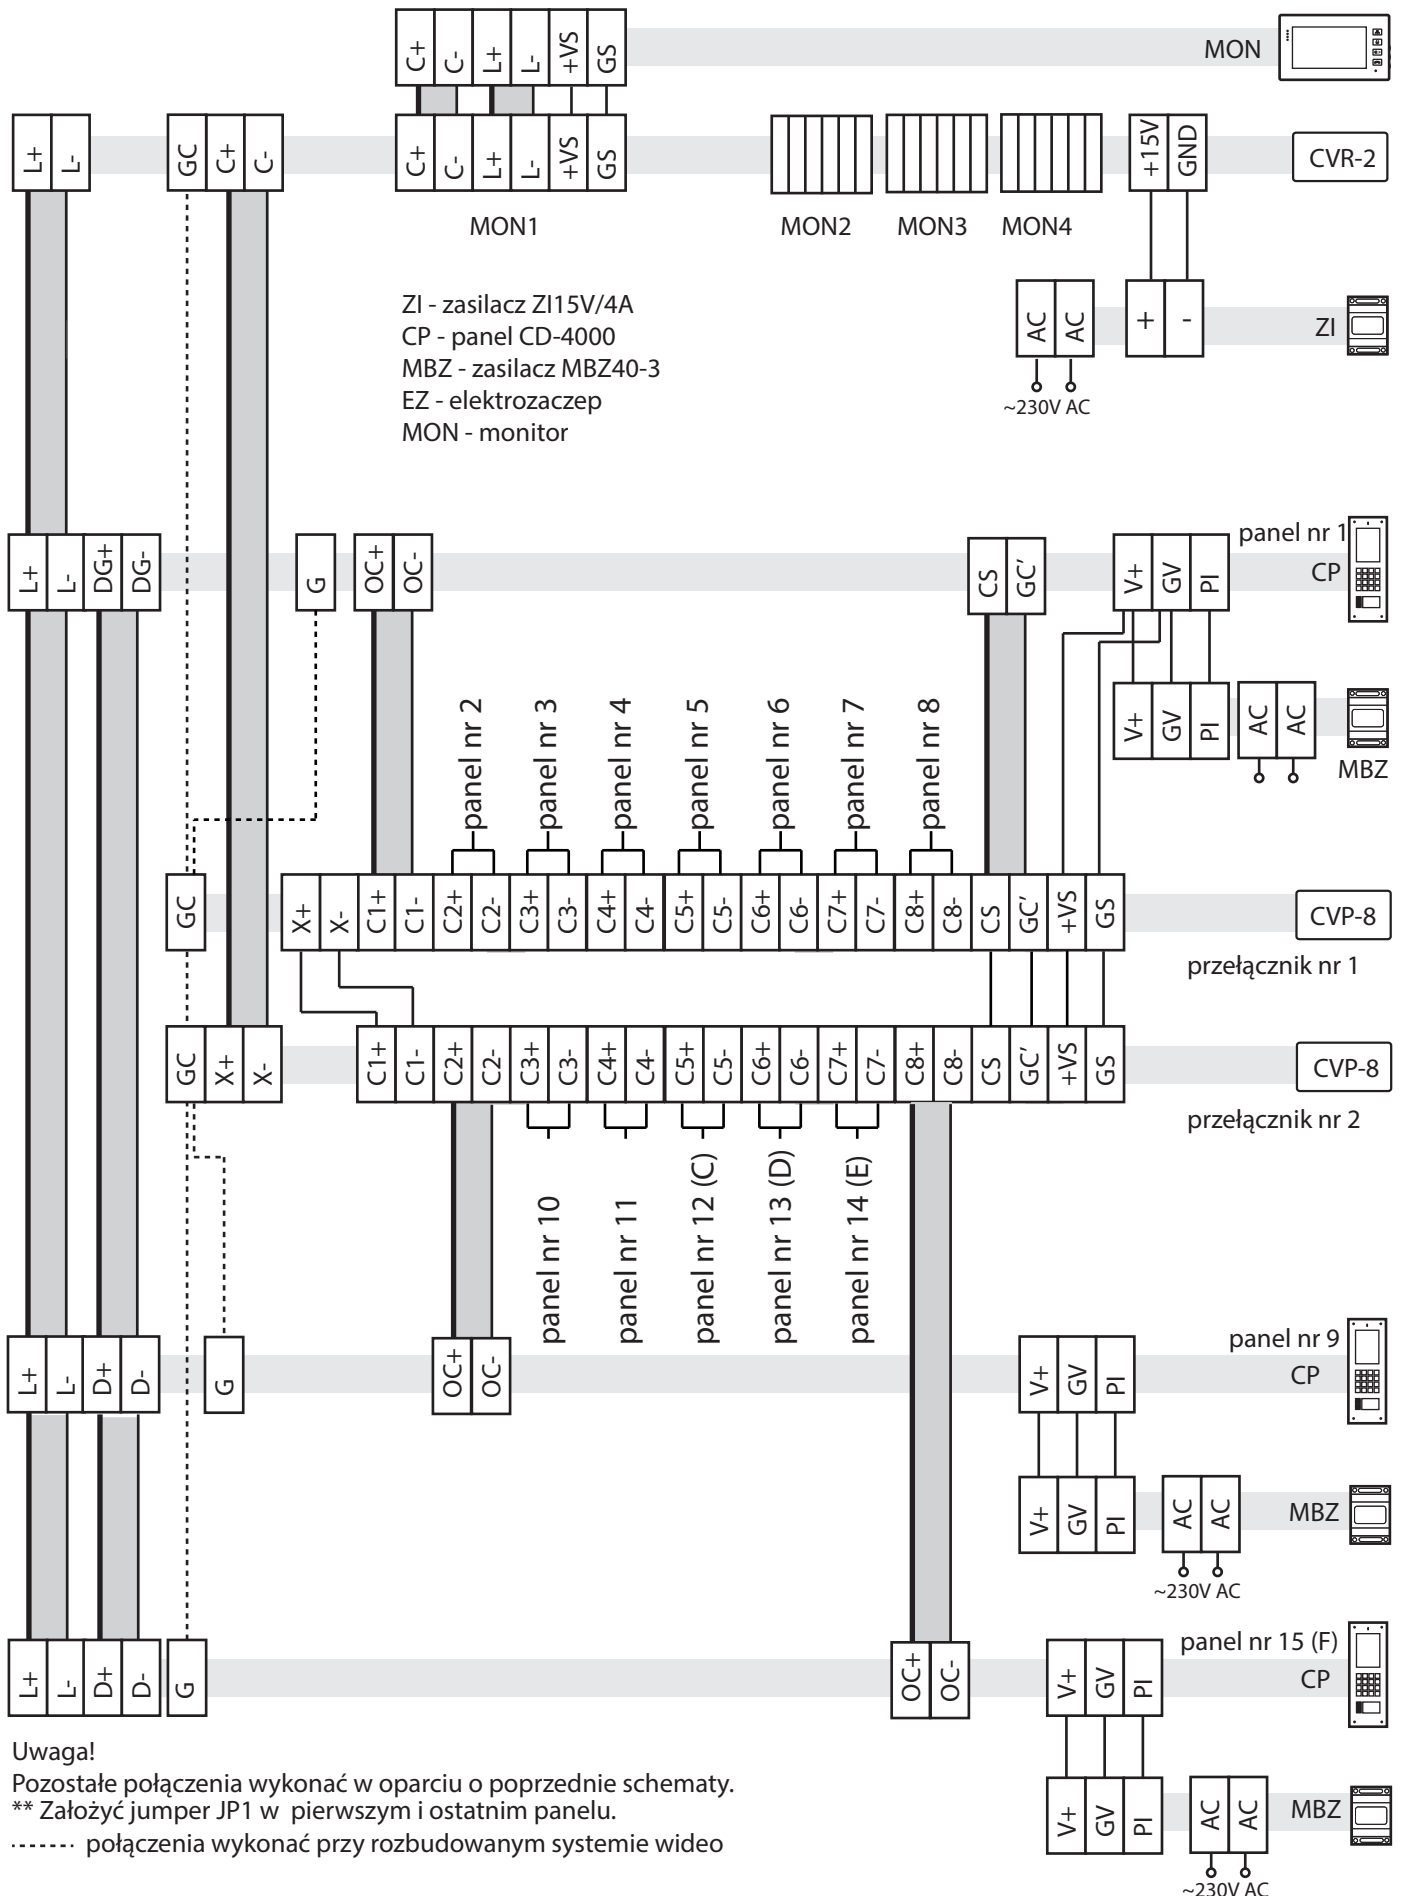 C+ C- L+ L- +VS GS
MON
L+ L- GC C+ C- C+ C- L+ L- +VS GS +15V GND
CVR-2
MON1 MON2 MON3 MON4
ZI - zasilacz ZI15V/4A
CP - panel CD-4000
MBZ - zasilacz MBZ40-3
EZ - elektrozaczep
MON - monitor
AC AC + - ZI
~230V AC
panel nr 1
L+ L- DG+ DG- G OC+ OC- CS GC' V+ GV PI CP
V+ GV PI AC AC
MBZ
panel nr 2
panel nr 3
panel nr 4
panel nr 5
panel nr 6
panel nr 7
panel nr 8
GC X+ X- C1+ C1- C2+ C2- C3+ C3- C4+ C4- C5+ C5- C6+ C6- C7+ C7- C8+ C8- CS GC' +VS GS CVP-8
przełącznik nr 1
GC X+ X- C1+ C1- C2+ C2- C3+ C3- C4+ C4- C5+ C5- C6+ C6- C7+ C7- C8+ C8- CS GC' +VS GS CVP-8
przełącznik nr 2
panel nr 10
panel nr 11
panel nr 12 (C)
panel nr 13 (D)
panel nr 14 (E)
panel nr 9
L+ L- D+ D- G OC+ OC- V+ GV PI CP
V+ GV PI AC AC MBZ
~230V AC
panel nr 15 (F)
L+ L- D+ D- G OC+ OC- V+ GV PI CP
V+ GV PI AC AC MBZ
~230V AC
Uwaga!
Pozostałe połączenia wykonać w oparciu o poprzednie schematy.
** Założyć jumper JP1 w pierwszym i ostatnim panelu.
połączenia wykonać przy rozbudowanym systemie wideo